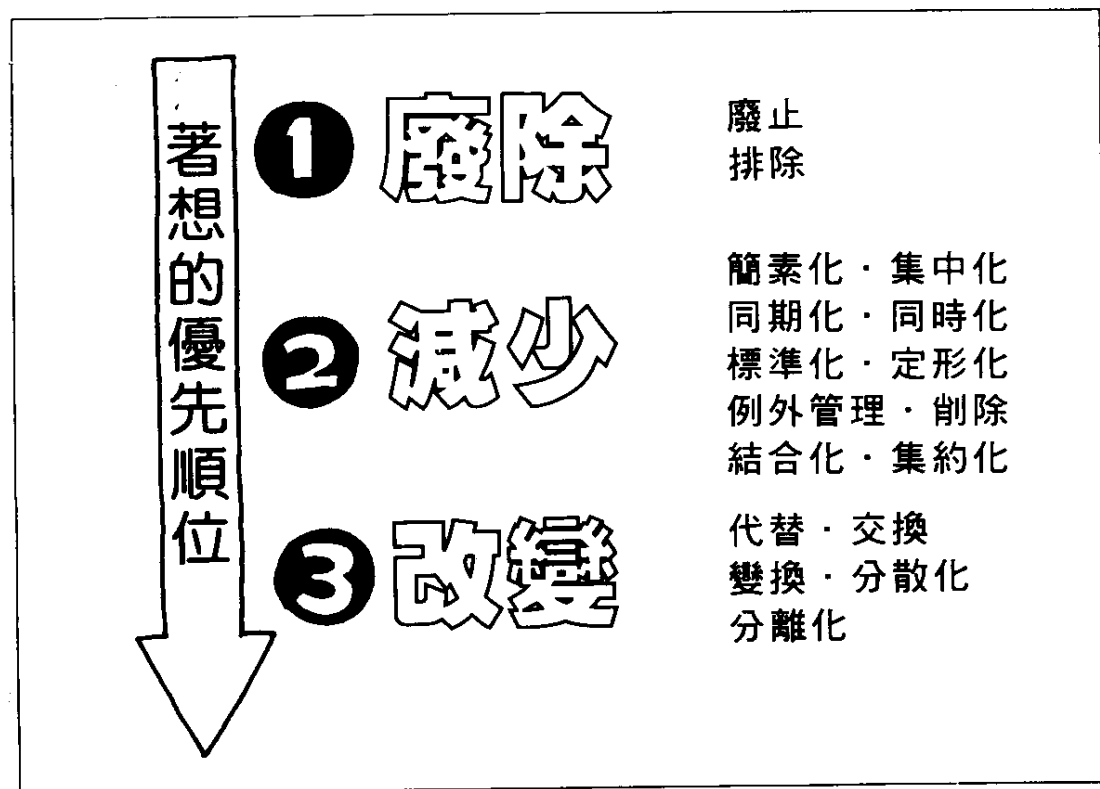 著想的優先順位
1 廢除
廢止
排除
2 減少
簡素化·集中化
同期化·同時化
標準化·定形化
例外管理·削除
結合化·集約化
3 改變
代替·交換
變換·分散化
分離化